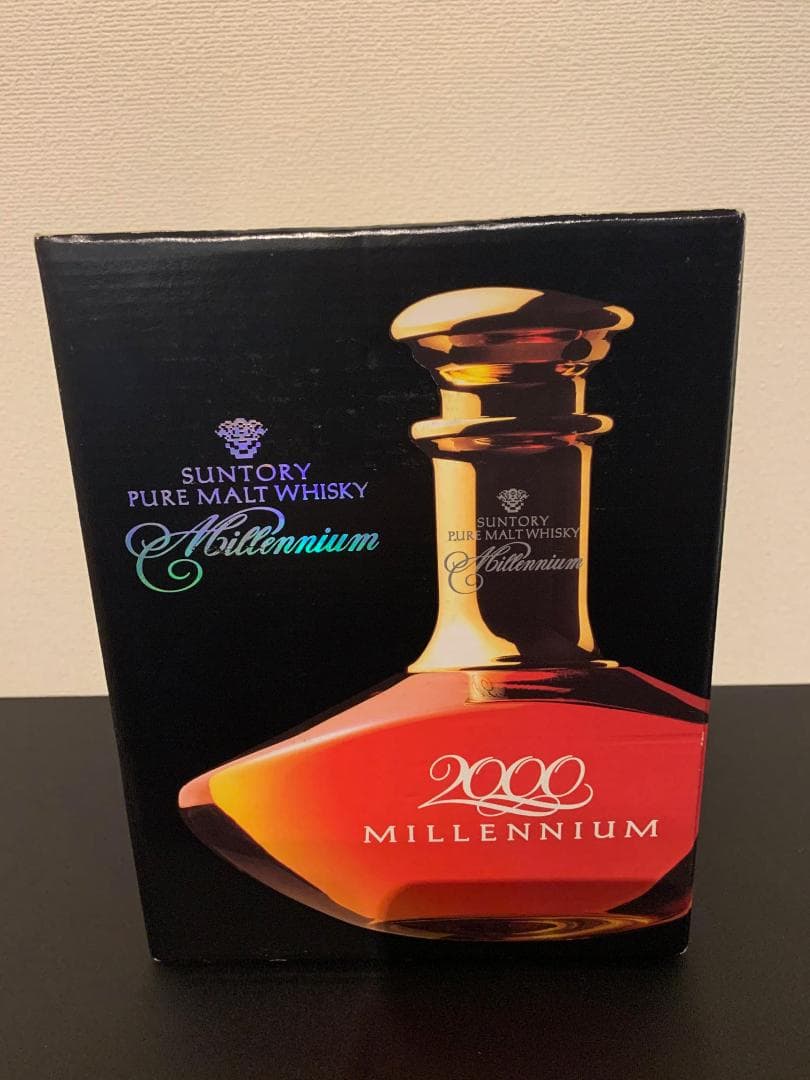 SUNTORY
PURE MALT WHISKY
Millennium
SUNTORY
PURE MALT WHISKY
Millennium
2000
MILLENNIUM